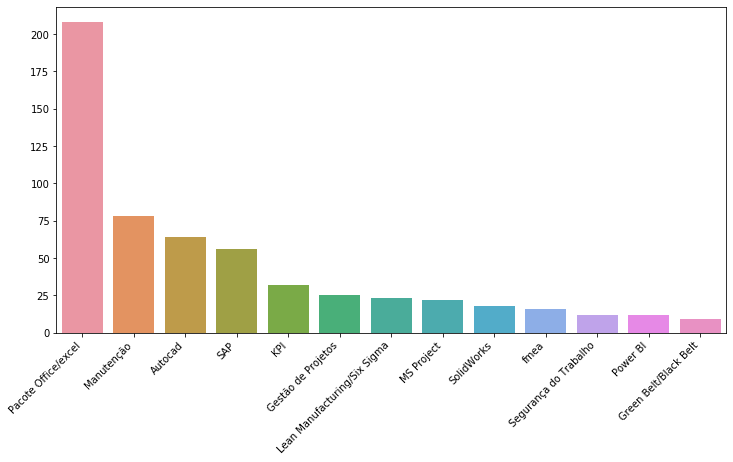 200
175
150
125
100
75
50
25
0
Pacote Office/excel
Manutenção
Autocad
SAP
KPI
Gestão de Projetos
Lean Manufacturing/Six Sigma
MS Project
SolidWorks
fmea
Segurança do Trabalho
Power BI
Green Belt/Black Belt